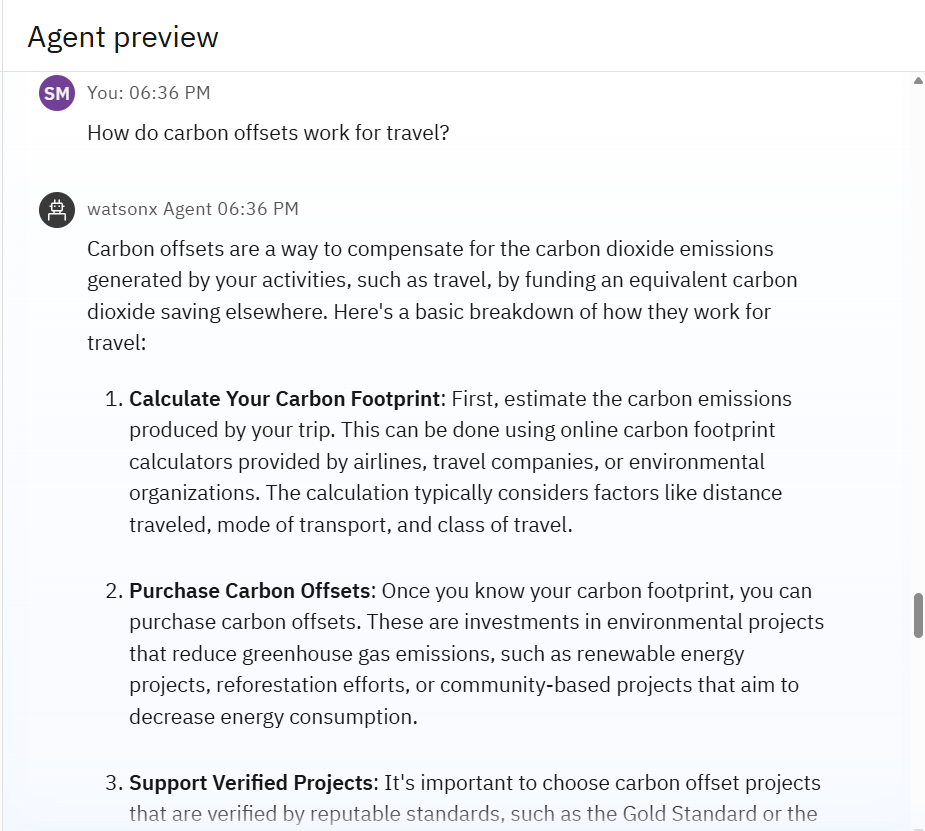 Agent preview
SM
You: 06:36 PM
How do carbon offsets work for travel?
watsonx Agent 06:36 PM
Carbon offsets are a way to compensate for the carbon dioxide emissions
generated by your activities, such as travel, by funding an equivalent carbon
dioxide saving elsewhere. Here's a basic breakdown of how they work for
travel:
1. Calculate Your Carbon Footprint: First, estimate the carbon emissions
produced by your trip. This can be done using online carbon footprint
calculators provided by airlines, travel companies, or environmental
organizations. The calculation typically considers factors like distance
traveled, mode of transport, and class of travel.
2. Purchase Carbon Offsets: Once you know your carbon footprint, you can
purchase carbon offsets. These are investments in environmental projects
that reduce greenhouse gas emissions, such as renewable energy
projects, reforestation efforts, or community-based projects that aim to
decrease energy consumption.
3. Support Verified Projects: It's important to choose carbon offset projects
that are verified by reputable standards, such as the Gold Standard or the